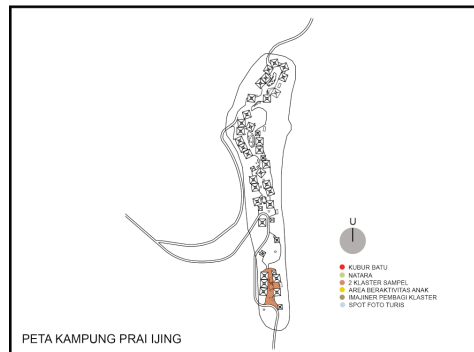 U
KUBUR BATU
NATARA
2 KLASTER SAMPEL
AREA BERAKTIVITAS ANAK
IMAJINER PEMBAGI KLASTER
SPOT FOTO TURIS
PETA KAMPUNG PRAI IJING